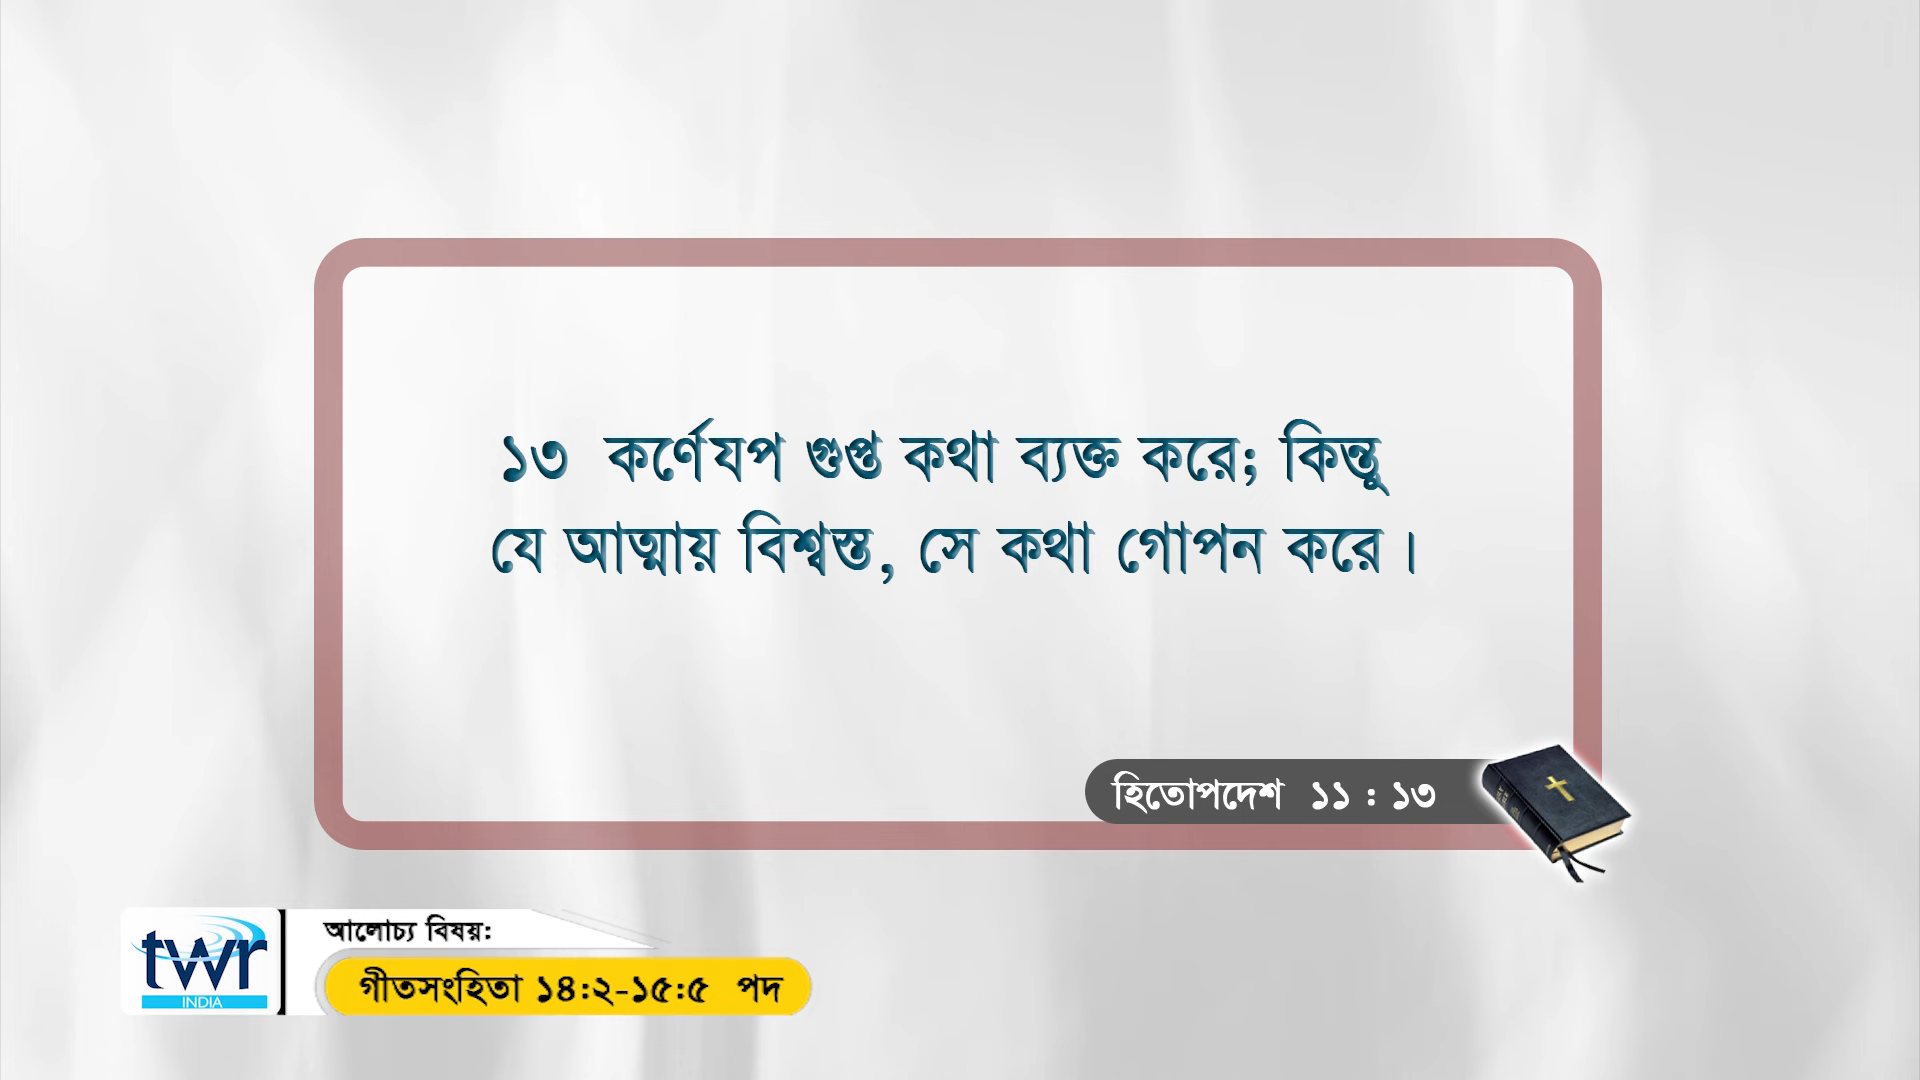 ১৩ কর্ণেযপ গুপ্ত কথা ব্যক্ত করে; কিন্তু
যে আত্মায় বিশ্বস্ত, সে কথা গোপন করে।
হিতোপদেশ ১১ : ১৩
twr
INDIA
আলোচ্য বিষয়:
গীতসংহিতা ১৪:২-১৫:৫ পদ